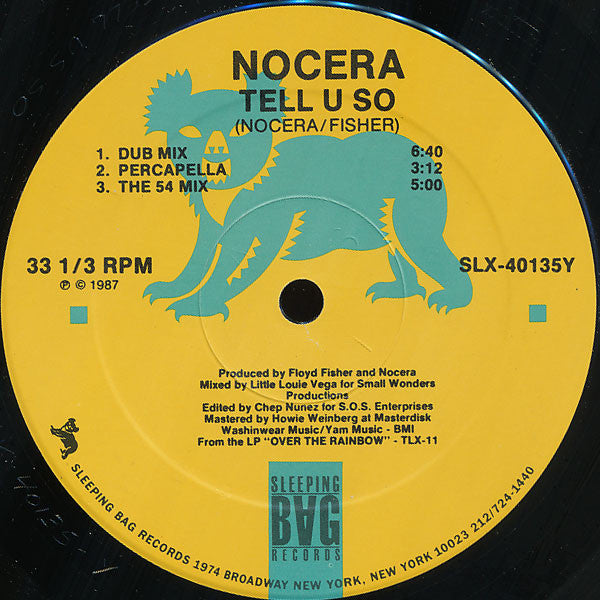 NOCERA
TELL U SO
(NOCERA/FISHER)
1. DUB MIX 6:40
2. PERCAPELLA 3:12
3. THE 54 MIX 5:00
33 1/3 RPM
SLX-40135Y
℗ © 1987
Produced by Floyd Fisher and Nocera
Mixed by Little Louie Vega for Small Wonders
Productions
Edited by Chep Nunez for S.O.S. Enterprises
Mastered by Howie Weinberg at Masterdisk
Washinwear Music/Yam Music - BMI
From the LP "OVER THE RAINBOW" - TLX-11
SLEEPING
BAG
RECORDS
SLEEPING BAG RECORDS 1974 BROADWAY NEW YORK, NEW YORK 10023 212/724-1440